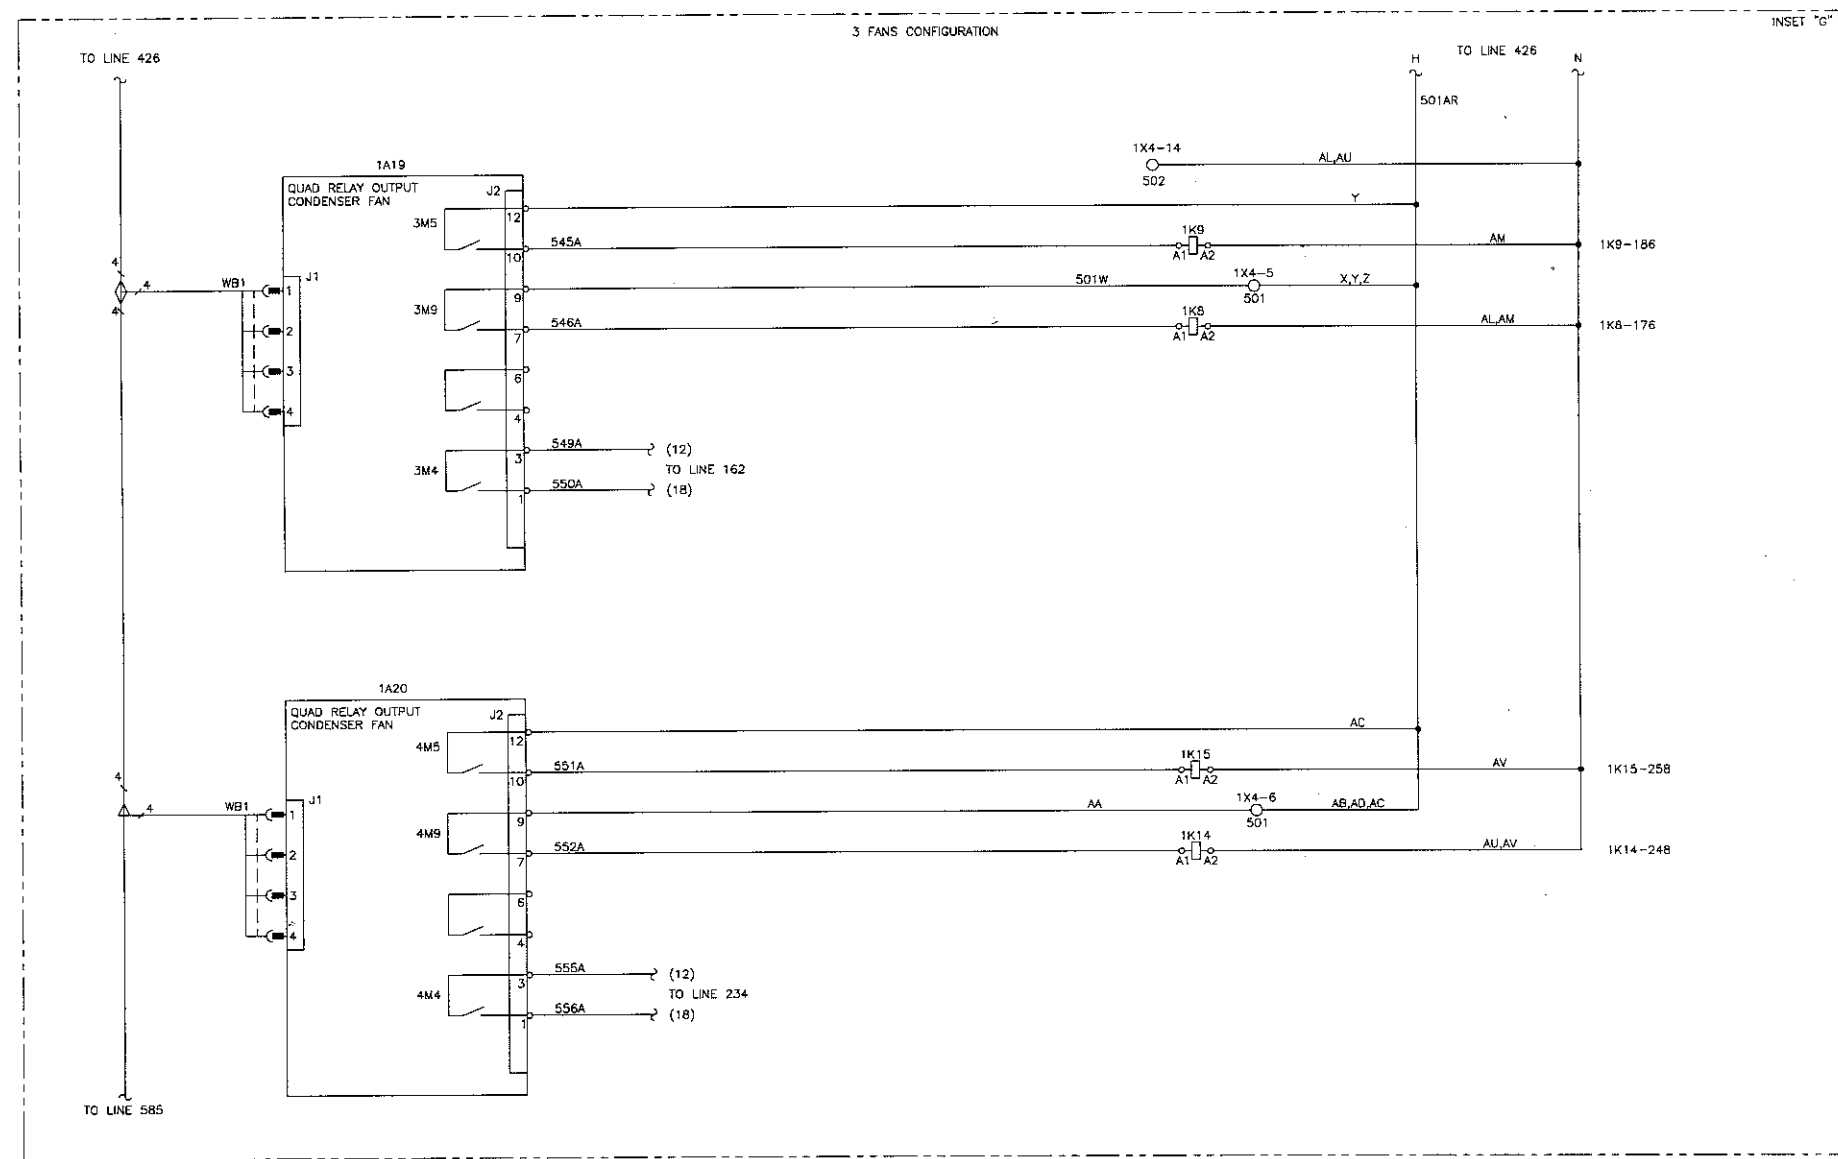 INSET "G"
3 FANS CONFIGURATION
TO LINE 426
TO LINE 426
H
N
501AR
1X4-14
AL,AU
502
1A19
QUAD RELAY OUTPUT
CONDENSER FAN
J2
3M5
12
Y
1K9
545A
AM
1K9-186
10
A1 A2
4
4
WB1
J1
1
9
501W
1X4-5
X,Y,Z
501
4
3M9
1K8
546A
AL,AM
1K8-176
2
7
A1 A2
3
6
4
4
3M4
549A
(12)
3
TO LINE 162
550A
(18)
1
1A20
QUAD RELAY OUTPUT
CONDENSER FAN
J2
4M5
12
AC
1K15
551A
AV
1K15-258
10
A1 A2
4
4
WB1
J1
1
9
AA
1X4-6
AB,AD,AC
501
4M9
1K14
552A
AU,AV
1K14-248
2
7
A1 A2
3
6
4
4
4M4
555A
(12)
3
TO LINE 234
556A
(18)
1
TO LINE 585